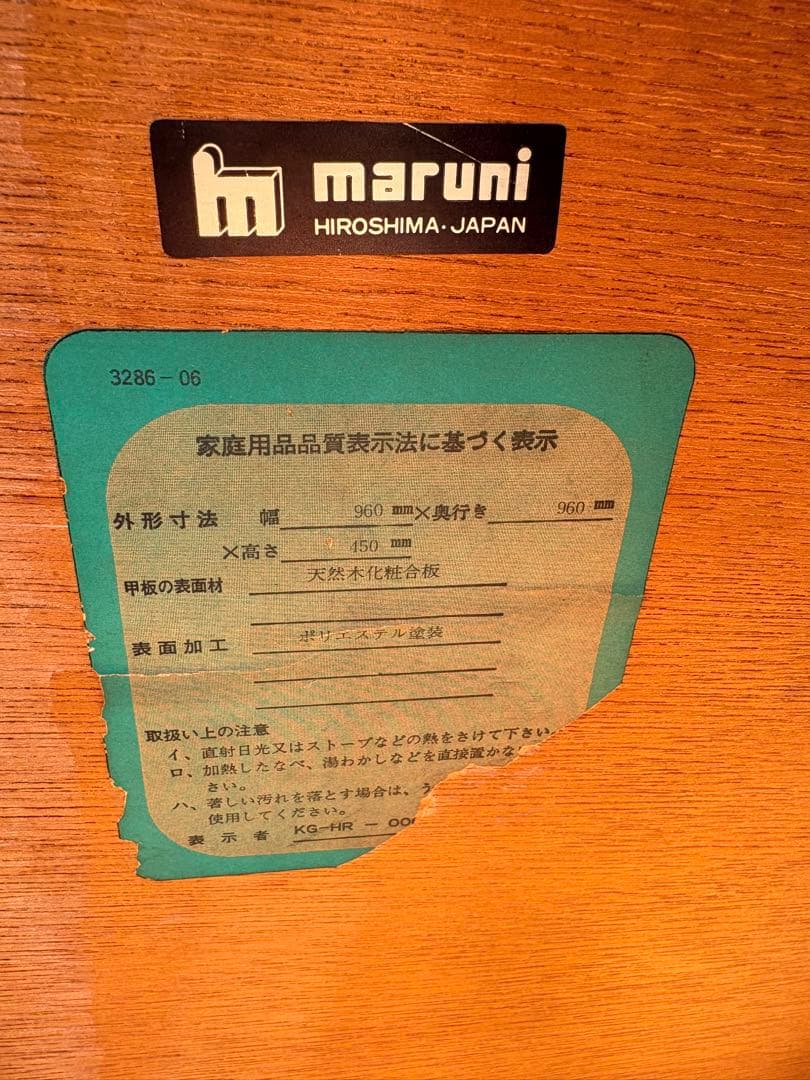 maruni
HIROSHIMA・JAPAN
3286-06
家庭用品品質表示法に基づく表示
外形寸法 幅 960 mm×奥行き 960 mm
×高さ 450 mm
甲板の表面材 天然木化粧合板
表面加工 ポリエステル塗装
取扱い上の注意
イ、直射日光又はストーブなどの熱をさけて下さい。
ロ、加熱したなべ、湯わかしなどを直接置かな
さい。
ハ、著しい汚れを落とす場合は、う
使用してください。
表示者 KG-HR-00